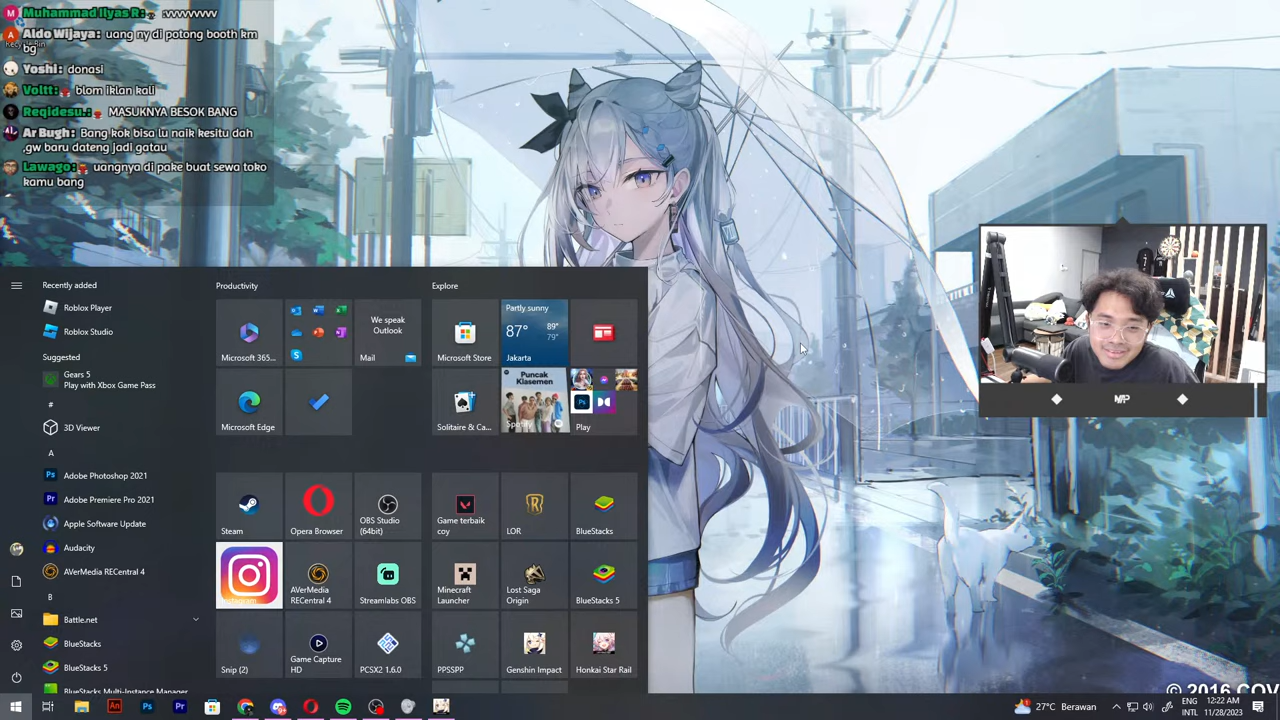 Muhammad Ilyas R: :vvvvvvvv
Aldo Wijaya: uang ny di potong booth km
bg
Yoshi: donasi
Voltt: blom iklan kali
Reqidesu.: MASUKNYA BESOK BANG
Ar Bugh: Bang kok bisa lu naik kesitu dah
,gw baru dateng jadi gatau
Lawago: uangnya di pake buat sewa toko
kamu bang
Recently added
Roblox Player
Roblox Studio
Suggested
Gears 5
Play with Xbox Game Pass
#
3D Viewer
A
Adobe Photoshop 2021
Adobe Premiere Pro 2021
Apple Software Update
Audacity
AVerMedia RECentral 4
B
Battle.net
BlueStacks
BlueStacks 5
BlueStacks Multi-Instance Manager
Productivity
Microsoft 365...
We speak
Outlook
Mail
Microsoft Edge
Explore
Microsoft Store
Partly sunny
87° 89°
79°
Jakarta
Solitaire & Ca...
Puncak
Klasemen
Spotify
Play
Steam
Opera Browser
OBS Studio
(64bit)
Game terbaik
coy
LOR
BlueStacks
Instagram
AVerMedia
RECentral 4
Streamlabs OBS
Minecraft
Launcher
Lost Saga
Origin
BlueStacks 5
Snip (2)
Game Capture
HD
PCSX2 1.6.0
PPSSPP
Genshin Impact
Honkai Star Rail
© 2016 COV
27°C Berawan
ENG
INTL
12:22 AM
11/28/2023